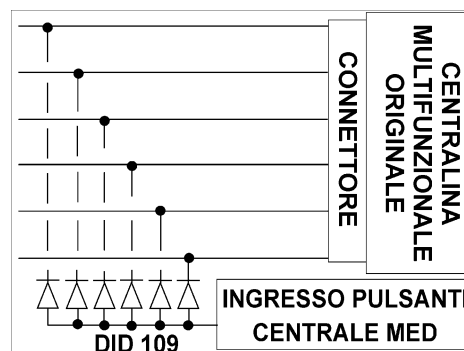 CONNETTORE
CENTRALINA
MULTIFUNZIONALE
ORIGINALE
INGRESSO PULSANTI
CENTRALE MED
DID 109